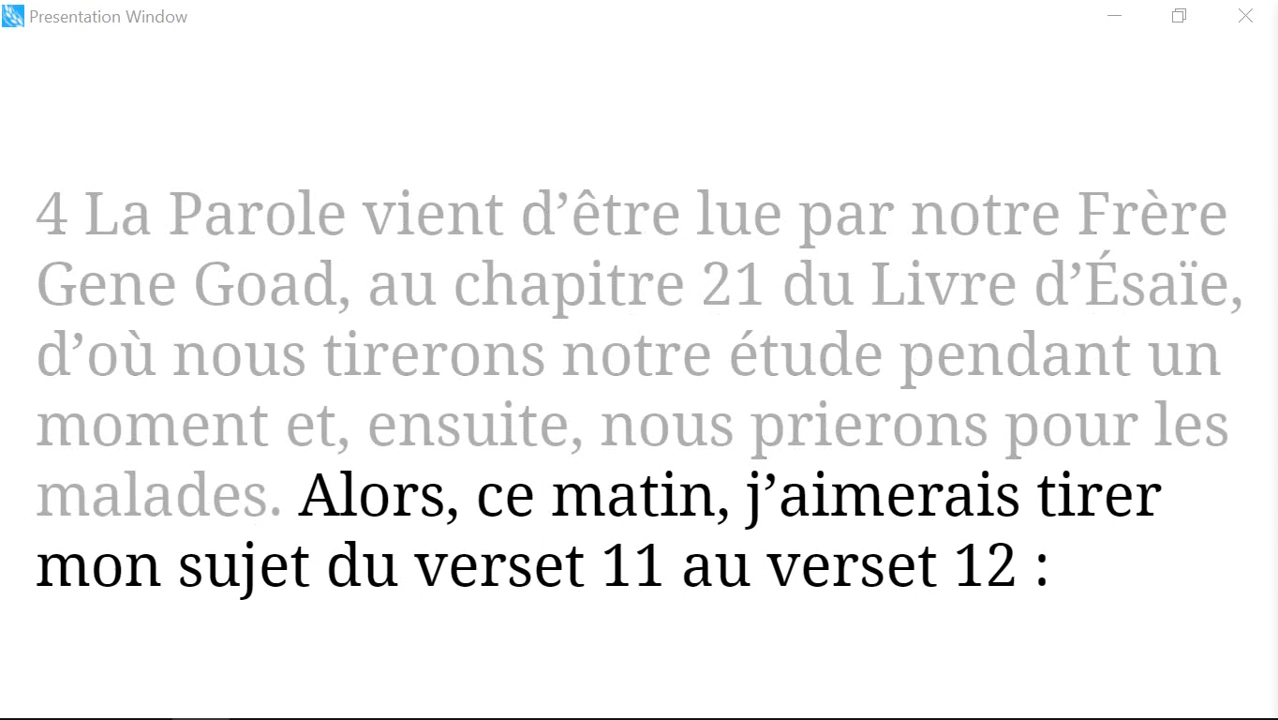 Presentation Window
4 La Parole vient d’être lue par notre Frère
Gene Goad, au chapitre 21 du Livre d’Ésaïe,
d’où nous tirerons notre étude pendant un
moment et, ensuite, nous prierons pour les
malades. Alors, ce matin, j’aimerais tirer
mon sujet du verset 11 au verset 12 :